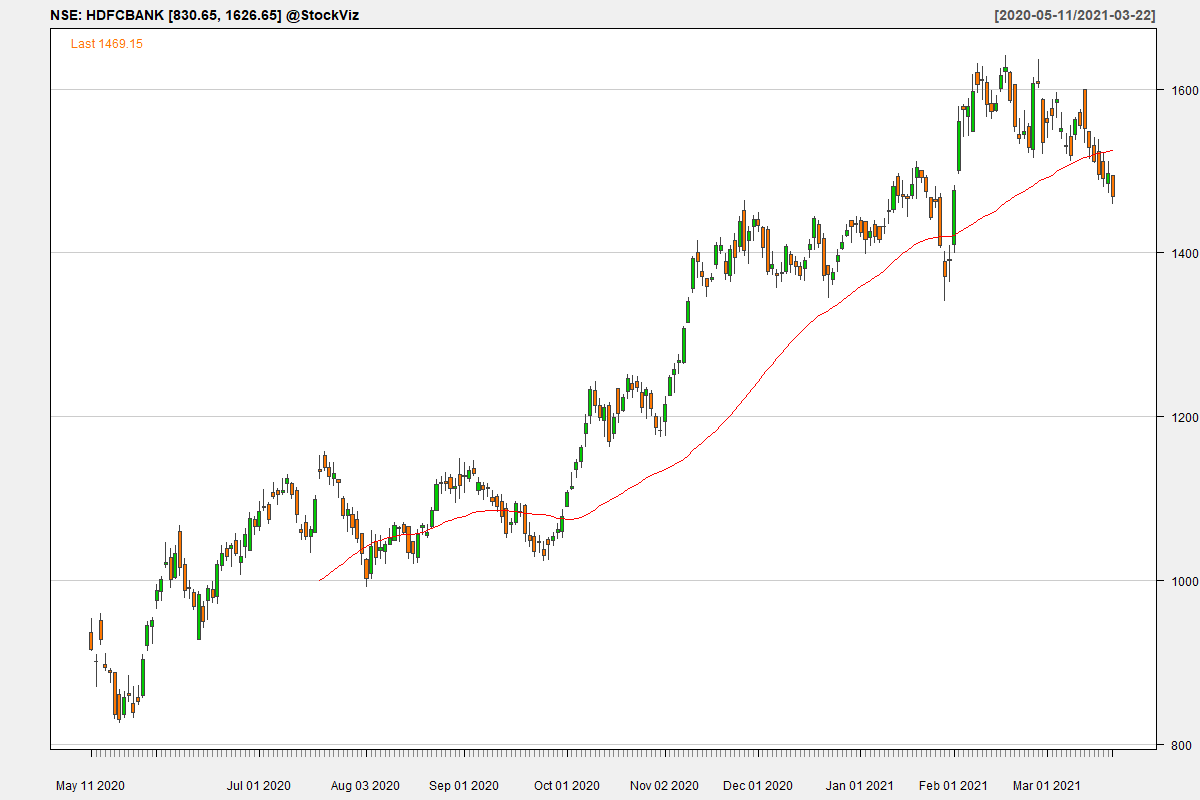 NSE: HDFCBANK [830.65, 1626.65] @StockViz [2020-05-11/2021-03-22]
Last 1469.15
1600
1400
1200
1000
800
May 11 2020 Jul 01 2020 Aug 03 2020 Sep 01 2020 Oct 01 2020 Nov 02 2020 Dec 01 2020 Jan 01 2021 Feb 01 2021 Mar 01 2021